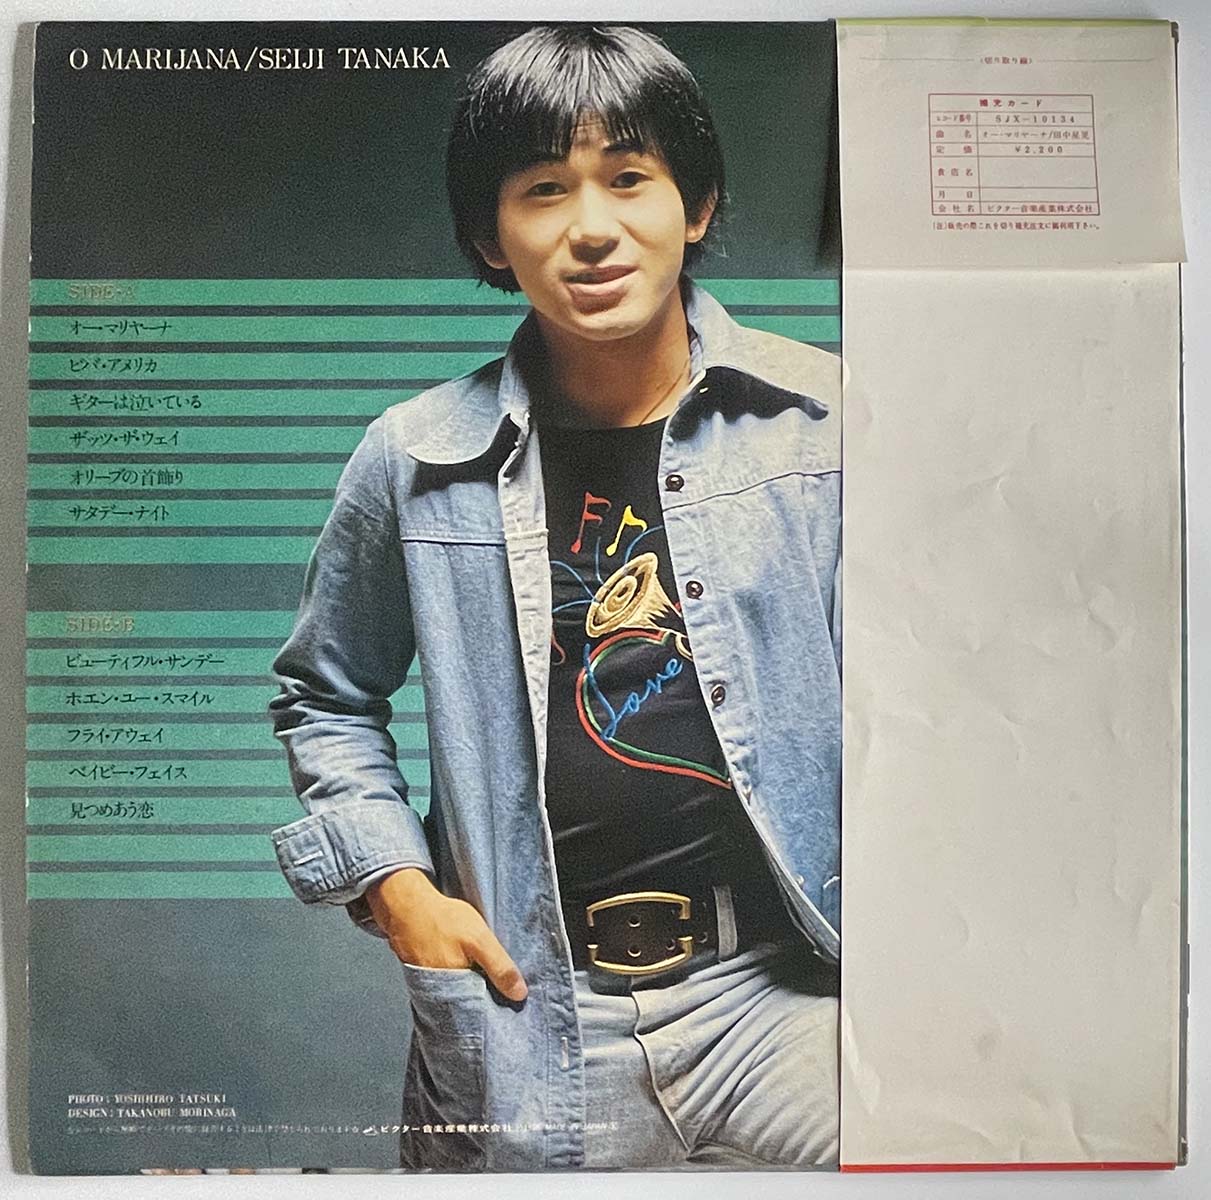 O MARIJANA/SEIJI TANAKA
SIDE·A
オー・マリヤーナ
ビバ・アメリカ
ギターは泣いている
ザッツ・ザ・ウェイ
オリーブの首飾り
サタデー・ナイト
SIDE·B
ビューティフル・サンデー
ホエン・ユー・スマイル
フライ・アウェイ
ベイビー・フェイス
見つめあう恋
F
Love
PHOTO : YOSHIHIRO TATSUKI
DESIGN : TAKANOBU MORINAGA
ビクター音楽産業株式会社
MADE IN JAPAN
(切り取り線)
補充カード
レコード番号 SJX-10134
曲名 オー・マリヤーナ/田中星児
定価 ¥2,200
貴店名
月日
会社名 ビクター音楽産業株式会社